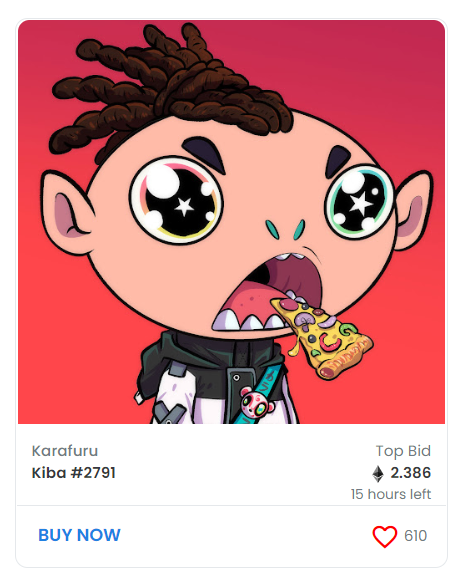 Karafuru
Top Bid
Kiba #2791
2.386
15 hours left
BUY NOW
610